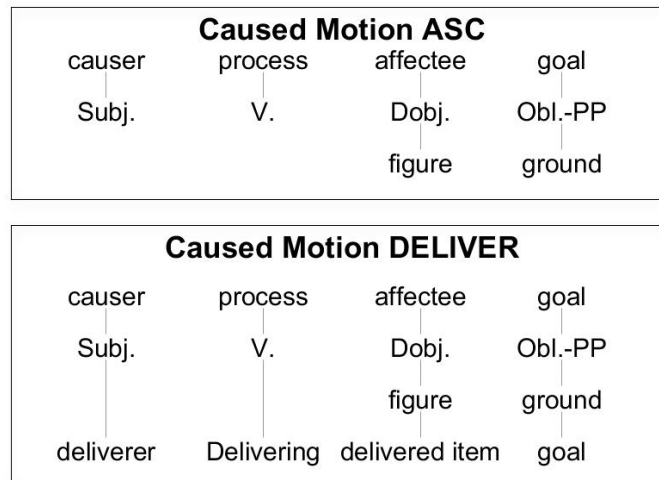 Caused Motion ASC
causer process affectee goal
Subj. V. Dobj. Obl.-PP
figure ground
Caused Motion DELIVER
causer process affectee goal
Subj. V. Dobj. Obl.-PP
figure ground
deliverer Delivering delivered item goal